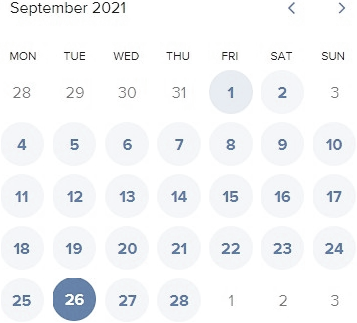 September 2021
MON TUE WED THU FRI SAT SUN
28 29 30 31 1 2 3
4 5 6 7 8 9 10
11 12 13 14 15 16 17
18 19 20 21 22 23 24
25 26 27 28 1 2 3